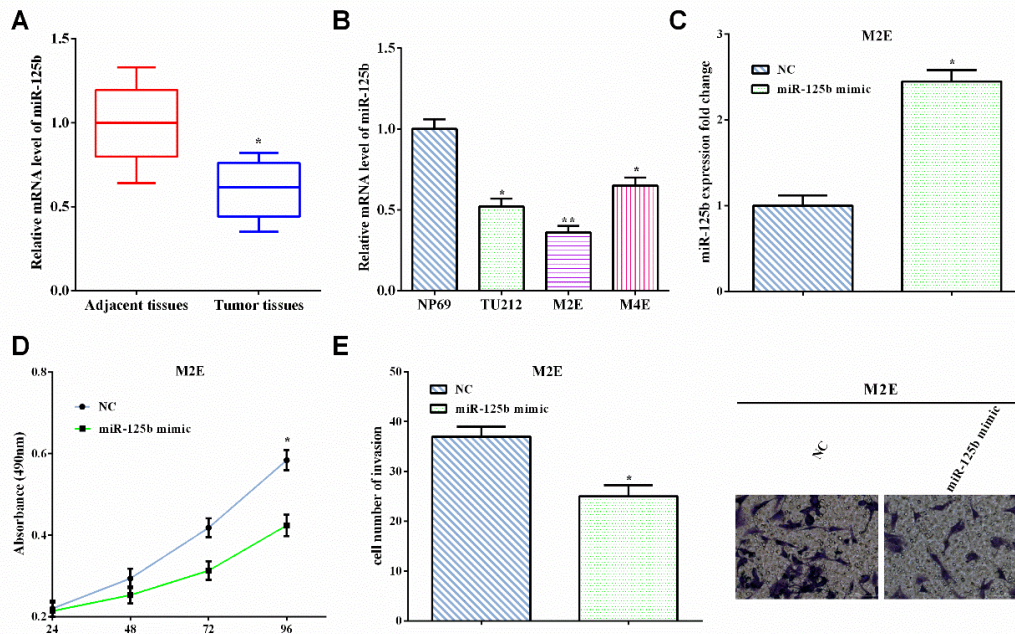 A
Relative mRNA level of miR-125b
1.5
1.0
0.5
0.0
*
Adjacent tissues
Tumor tissues
B
Relative mRNA level of miR-125b
1.5
1.0
0.5
0.0
*
**
*
NP69
TU212
M2E
M4E
C
M2E
miR-125b expression fold change
3
2
1
0
NC
miR-125b mimic
*
D
M2E
Absorbance (490nm)
0.8
0.6
0.4
0.2
NC
miR-125b mimic
*
24
48
72
96
E
M2E
cell number of invasion
50
40
30
20
10
0
NC
miR-125b mimic
*
M2E
NC
miR-125b mimic